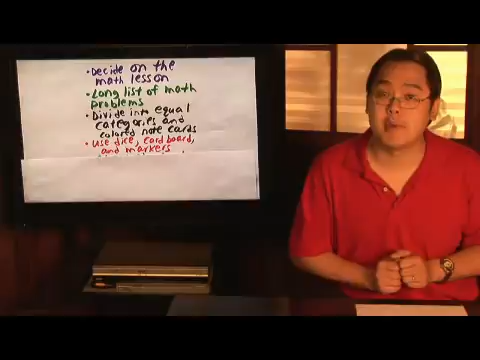 • Decide on the
math lesson
• Long list of math
problems
• Divide into equal
categories and
colored note cards
• Use dice, cardboard,
and markers